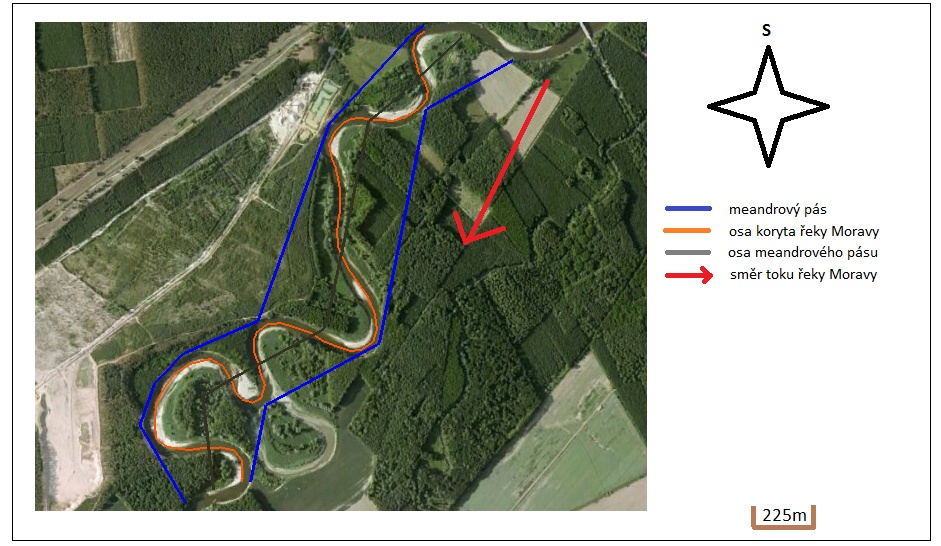 S
meandrový pás
osa koryta řeky Moravy
osa meandrového pásu
směr toku řeky Moravy
225m